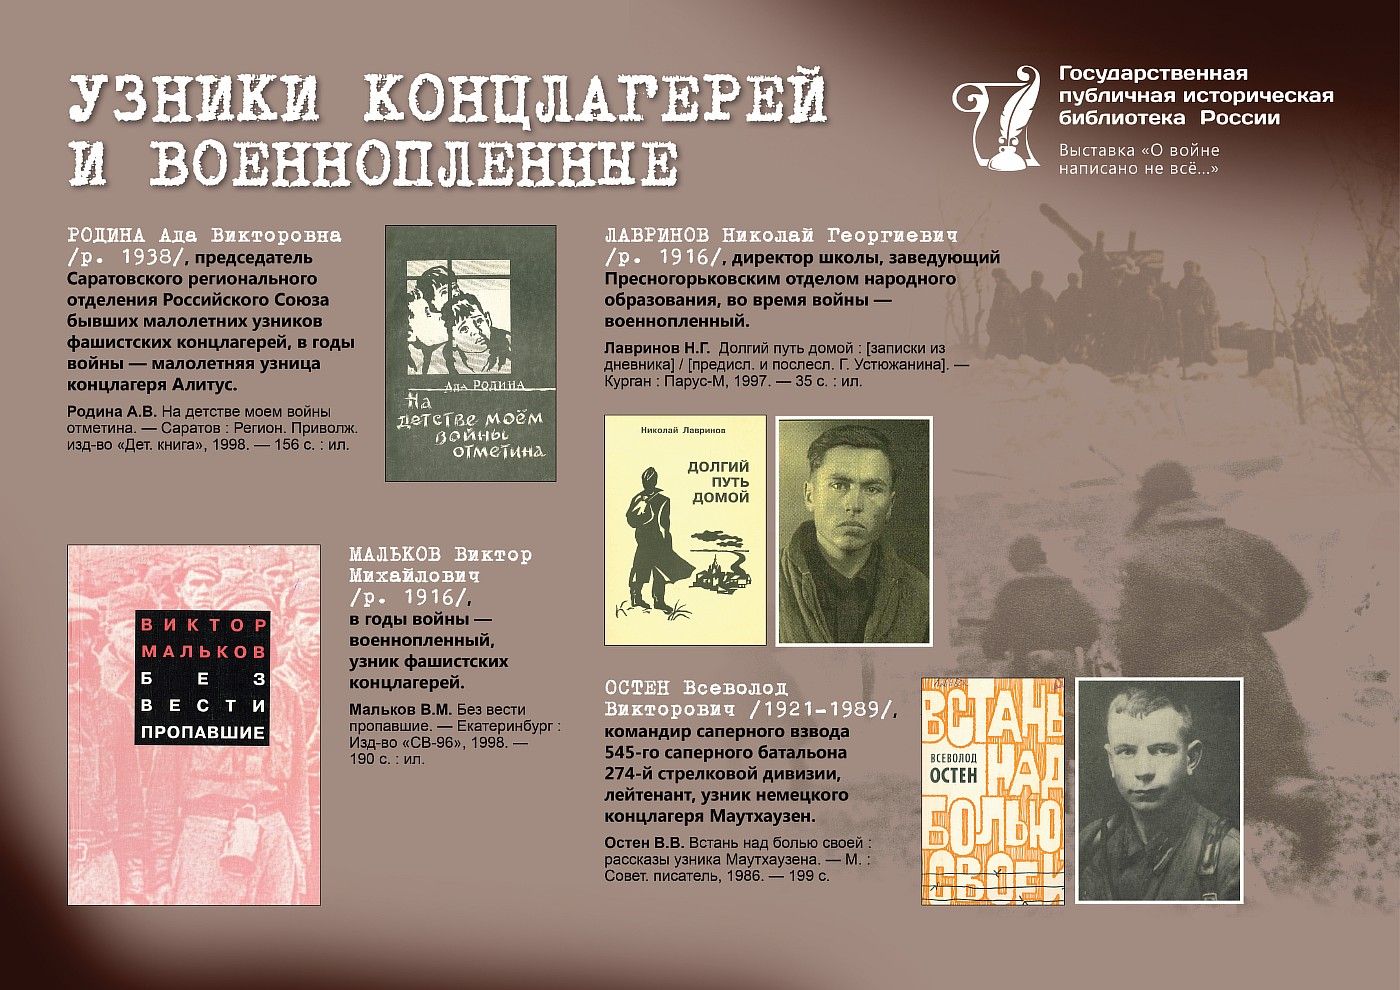 УЗНИКИ КОНЦЛАГЕРЕЙ
И ВОЕННОПЛЕННЫЕ
Государственная
публичная историческая
библиотека России
Выставка «О войне
написано не всё...»
РОДИНА Ада Викторовна
/р. 1938/, председатель
Саратовского регионального
отделения Российского Союза
бывших малолетних узников
фашистских концлагерей, в годы
войны — малолетняя узница
концлагеря Алитус.
Родина А.В. На детстве моем войны
отметина. — Саратов : Регион. Приволж.
изд-во «Дет. книга», 1998. — 156 с. : ил.
Ада РОДИНА
На
детстве моём
войны
отметина
ЛАВРИНОВ Николай Георгиевич
/р. 1916/, директор школы, заведующий
Пресногорьковским отделом народного
образования, во время войны —
военнопленный.
Лавринов Н.Г. Долгий путь домой : [записки из
дневника] / [предисл. и послесл. Г. Устюжанина]. —
Курган : Парус-М, 1997. — 35 с. : ил.
Николай Лавринов
ДОЛГИЙ
ПУТЬ
ДОМОЙ
ВИКТОР
МАЛЬКОВ
БЕЗ
ВЕСТИ
ПРОПАВШИЕ
МАЛЬКОВ Виктор
Михайлович
/р. 1916/,
в годы войны —
военнопленный,
узник фашистских
концлагерей.
Мальков В.М. Без вести
пропавшие. — Екатеринбург :
Изд-во «СВ-96», 1998. —
190 с. : ил.
ОСТЕН Всеволод
Викторович /1921-1989/,
командир саперного взвода
545-го саперного батальона
274-й стрелковой дивизии,
лейтенант, узник немецкого
концлагеря Маутхаузен.
Остен В.В. Встань над болью своей :
рассказы узника Маутхаузена. — М. :
Совет. писатель, 1986. — 199 с.
ВСТАНЬ
ВСЕВОЛОД
ОСТЕН
НАД
БОЛЬЮ
СВОЕЙ